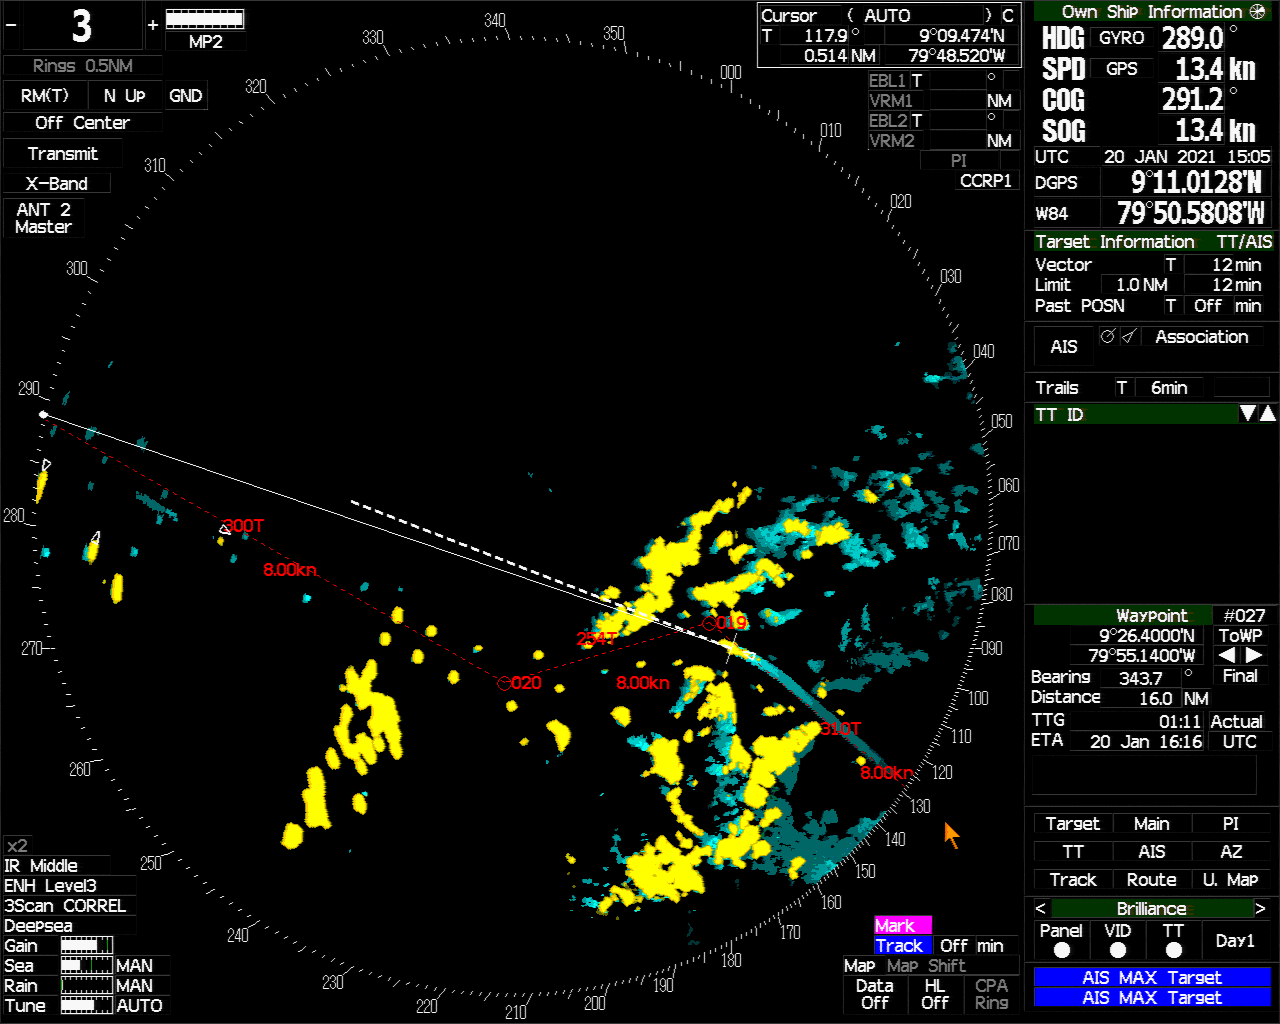 − 3 +
MP2
Rings 0.5NM
RM(T) N Up GND
Off Center
Transmit
X-Band
ANT 2
Master
Cursor ( AUTO ) C
T 117.9° 9°09.474'N
0.514 NM 79°48.520'W
EBL1 T °
VRM1 NM
EBL2 T °
VRM2 NM
PI
CCRP1
340
350
000
010
020
030
040
050
060
070
080
090
100
110
120
130
140
150
160
170
180
190
200
210
220
230
240
250
260
270
280
290
300
310
320
330
300T
8.00kn
254T
019
020
8.00kn
310T
8.00kn
x2
IR Middle
ENH Level3
3Scan CORREL
Deepsea
Gain
Sea MAN
Rain MAN
Tune AUTO
Mark
Track Off min
Map Map Shift
Data Off
HL Off
CPA Ring
Own Ship Information
HDG GYRO 289.0°
SPD GPS 13.4 kn
COG 291.2°
SOG 13.4 kn
UTC 20 JAN 2021 15:05
DGPS 9°11.0128'N
W84 79°50.5808'W
Target Information TT/AIS
Vector T 12 min
Limit 1.0 NM 12 min
Past POSN T Off min
AIS Association
Trails T 6min
TT ID ▼▲
Waypoint #027
9°26.4000'N ToWP
79°55.1400'W ◀ ▶
Bearing 343.7 ° Final
Distance 16.0 NM
TTG 01:11 Actual
ETA 20 Jan 16:16 UTC
Target Main PI
TT AIS AZ
Track Route U. Map
< Brilliance >
Panel VID TT Day1
AIS MAX Target
AIS MAX Target